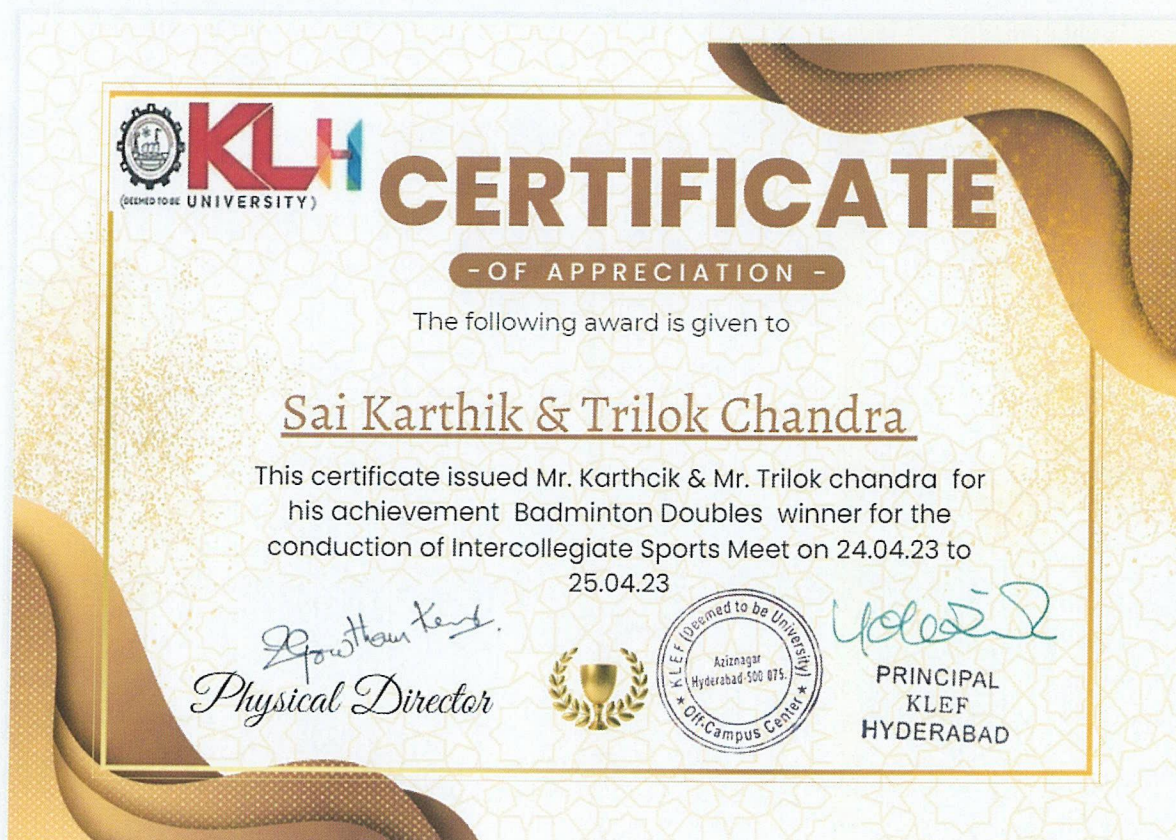 KLH
(DEEMED TO BE UNIVERSITY)
CERTIFICATE
- OF APPRECIATION -
The following award is given to
Sai Karthik & Trilok Chandra
This certificate issued Mr. Karthcik & Mr. Trilok chandra for
his achievement Badminton Doubles winner for the
conduction of Intercollegiate Sports Meet on 24.04.23 to
25.04.23
Physical Director
KLEF (Deemed to be University)
Aziznagar
Hyderabad-500 075.
★ Off-Campus Center ★
PRINCIPAL
KLEF
HYDERABAD